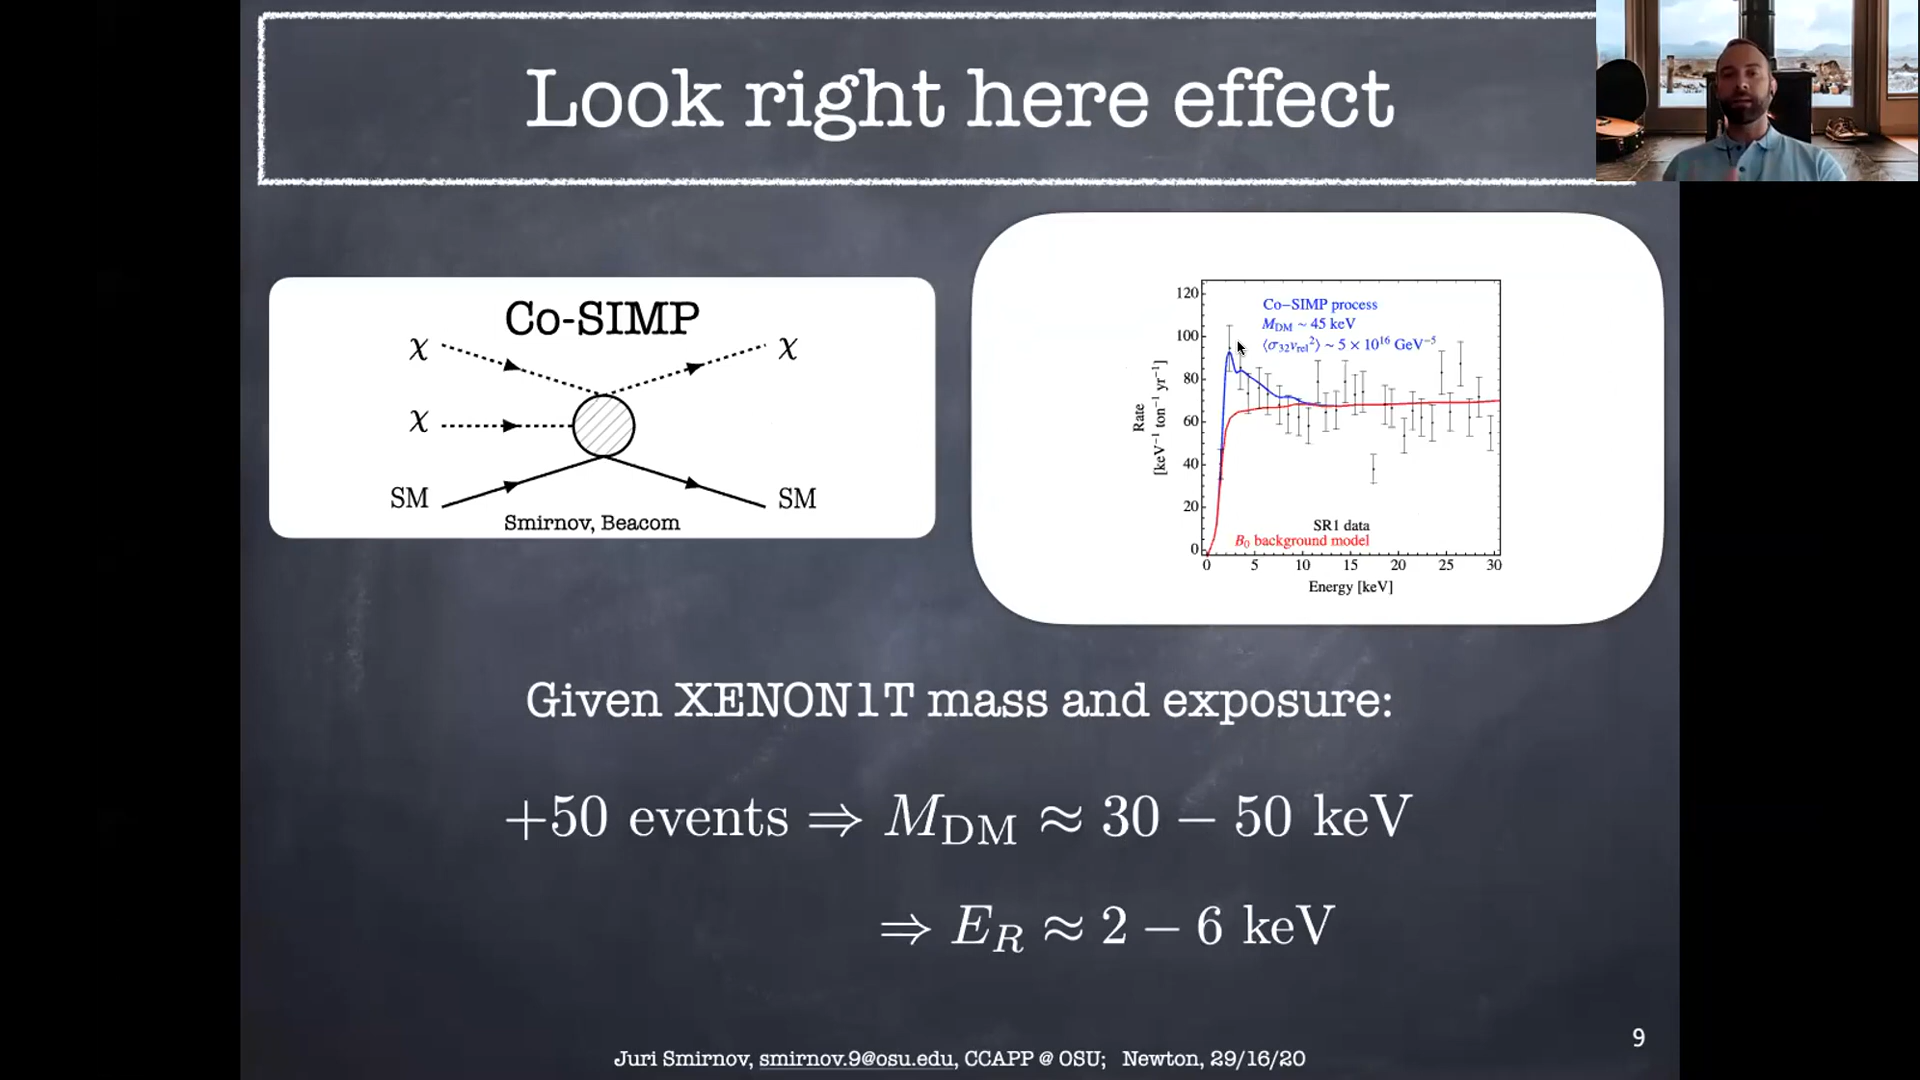 Look right here effect
Co-SIMP
χ
χ
χ
SM
SM
Smirnov, Beacom
120
100
80
60
40
20
0
Rate
[keV⁻¹ ton⁻¹ yr⁻¹]
Co−SIMP process
M_DM ~ 45 keV
⟨σ₃₂v_rel²⟩ ~ 5 × 10¹⁶ GeV⁻⁵
SR1 data
B₀ background model
0 5 10 15 20 25 30
Energy [keV]
Given XENON1T mass and exposure:
+50 events ⇒ M_DM ≈ 30 − 50 keV
⇒ E_R ≈ 2 − 6 keV
9
Juri Smirnov, smirnov.9@osu.edu, CCAPP @ OSU; Newton, 29/16/20